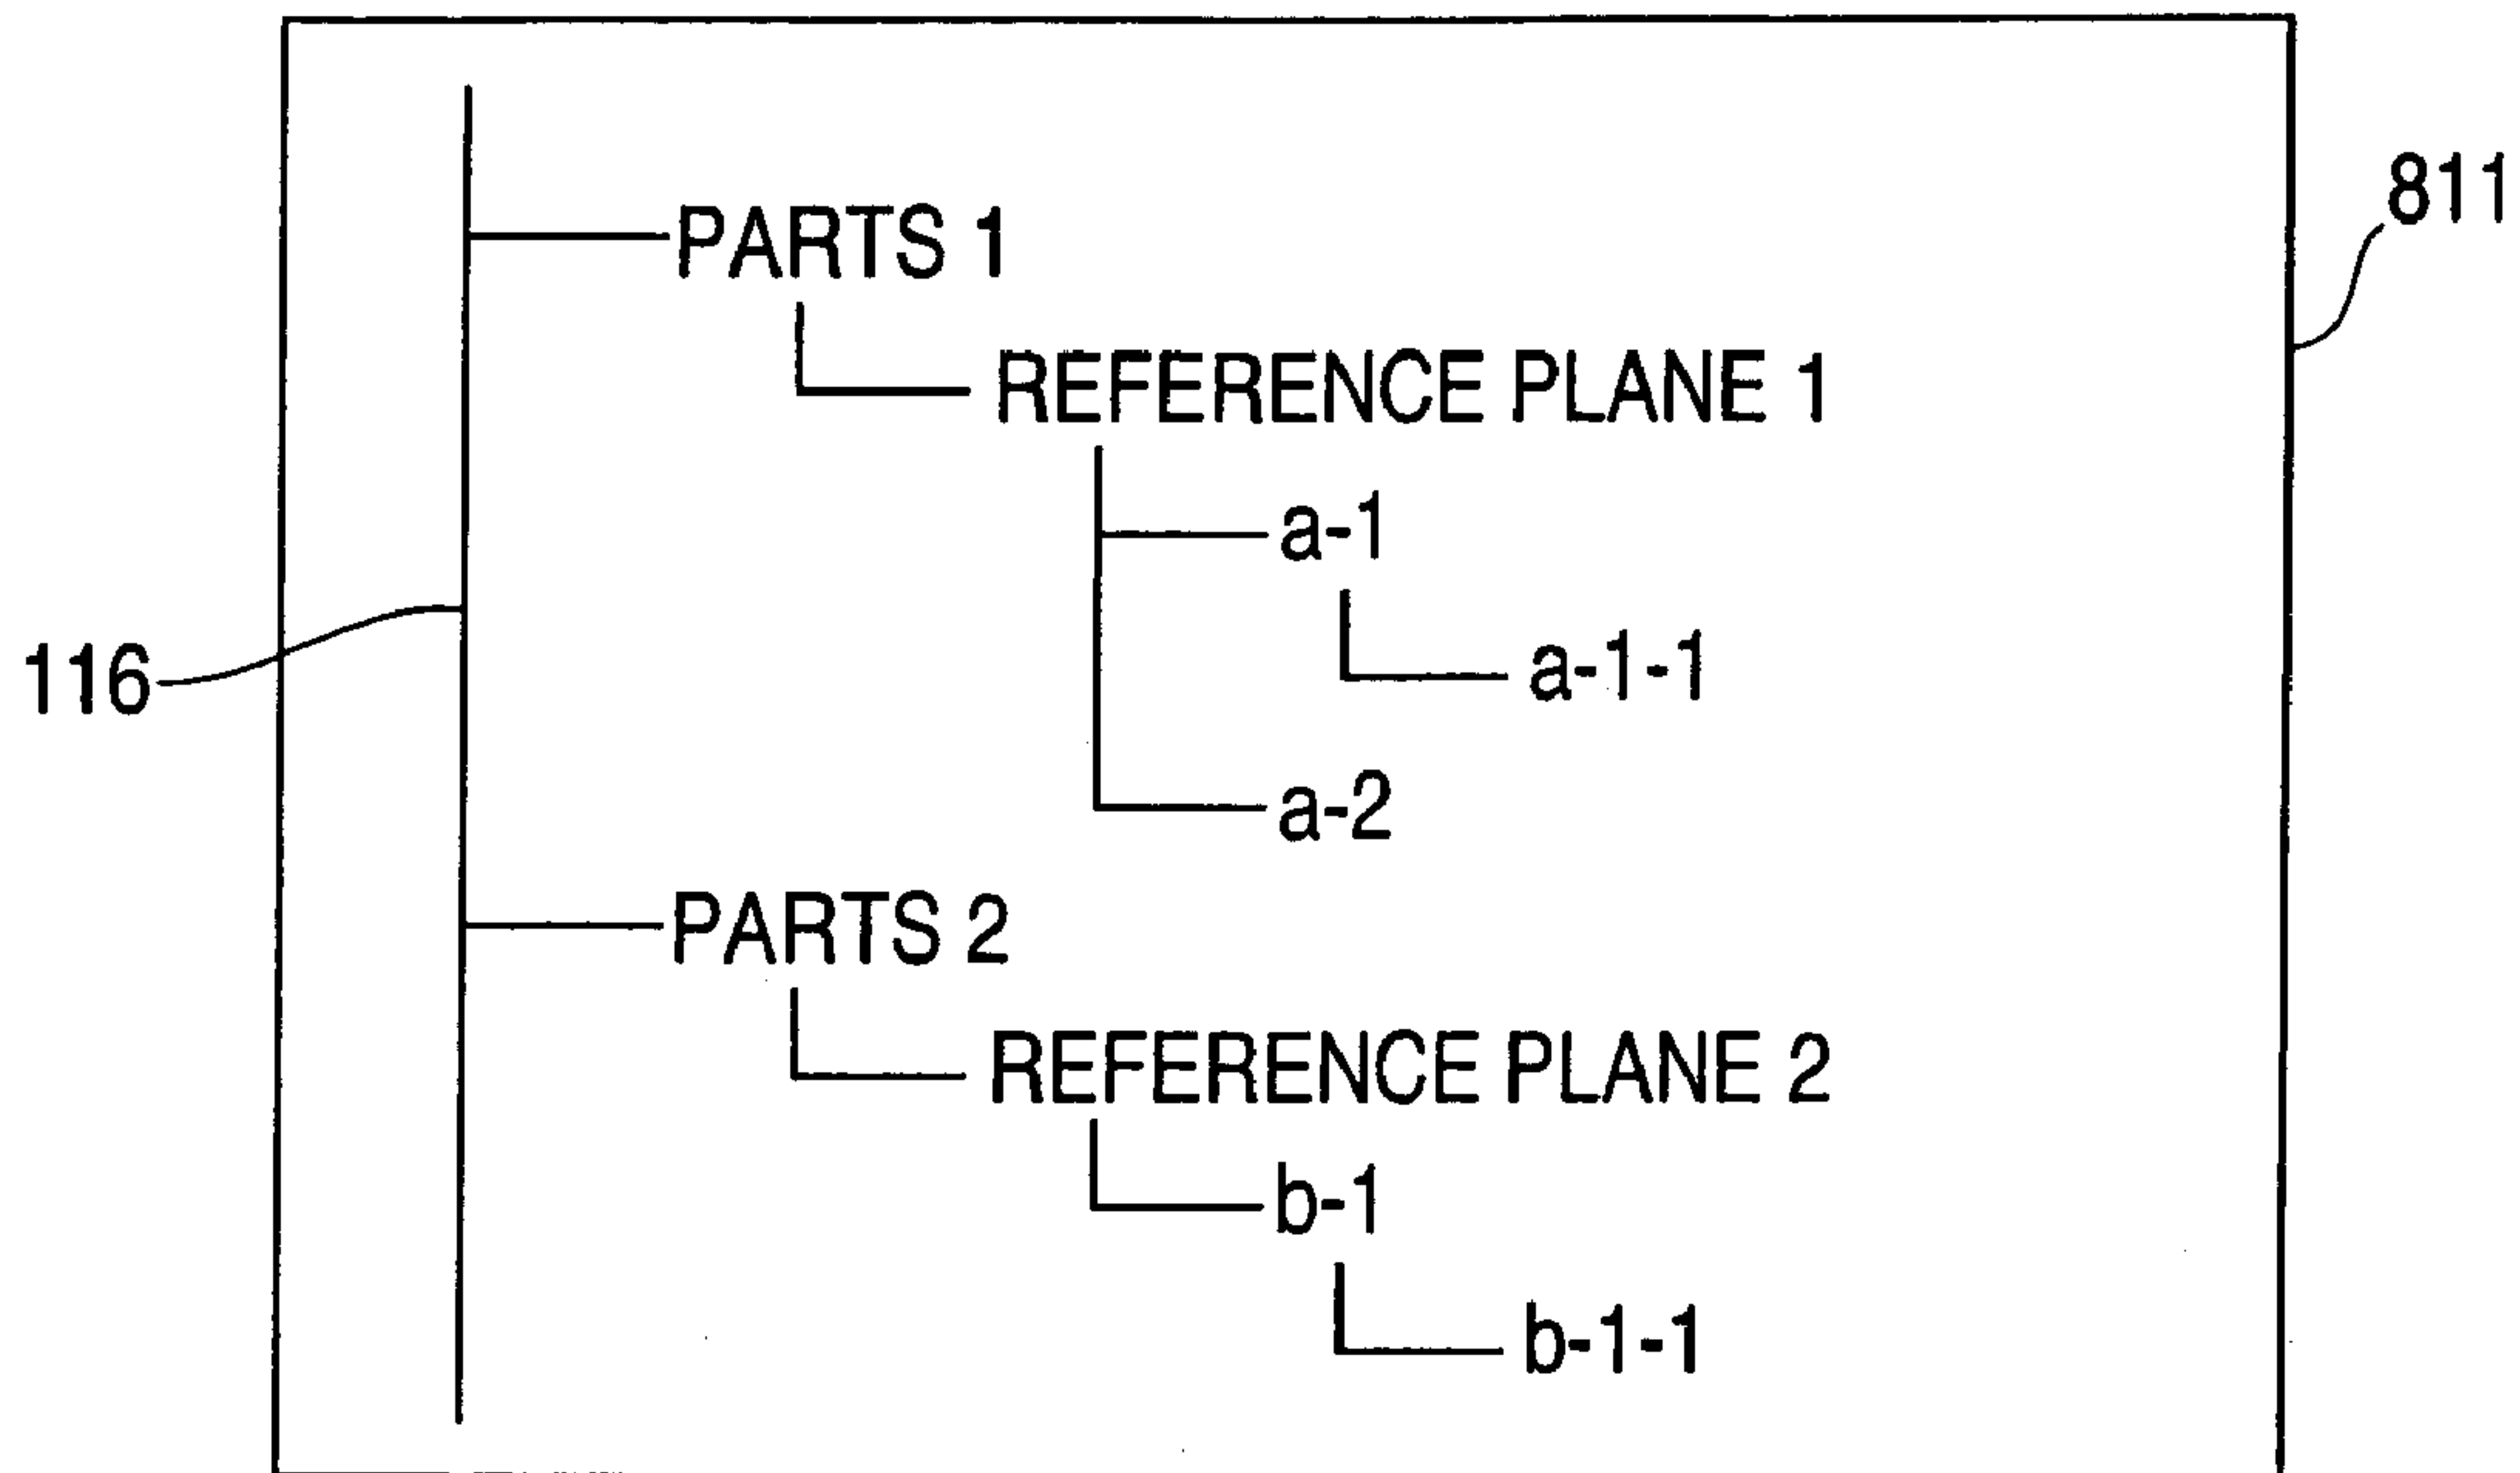 811
PARTS 1
REFERENCE PLANE 1
a-1
116
a-1-1
a-2
PARTS 2
REFERENCE PLANE 2
b-1
b-1-1